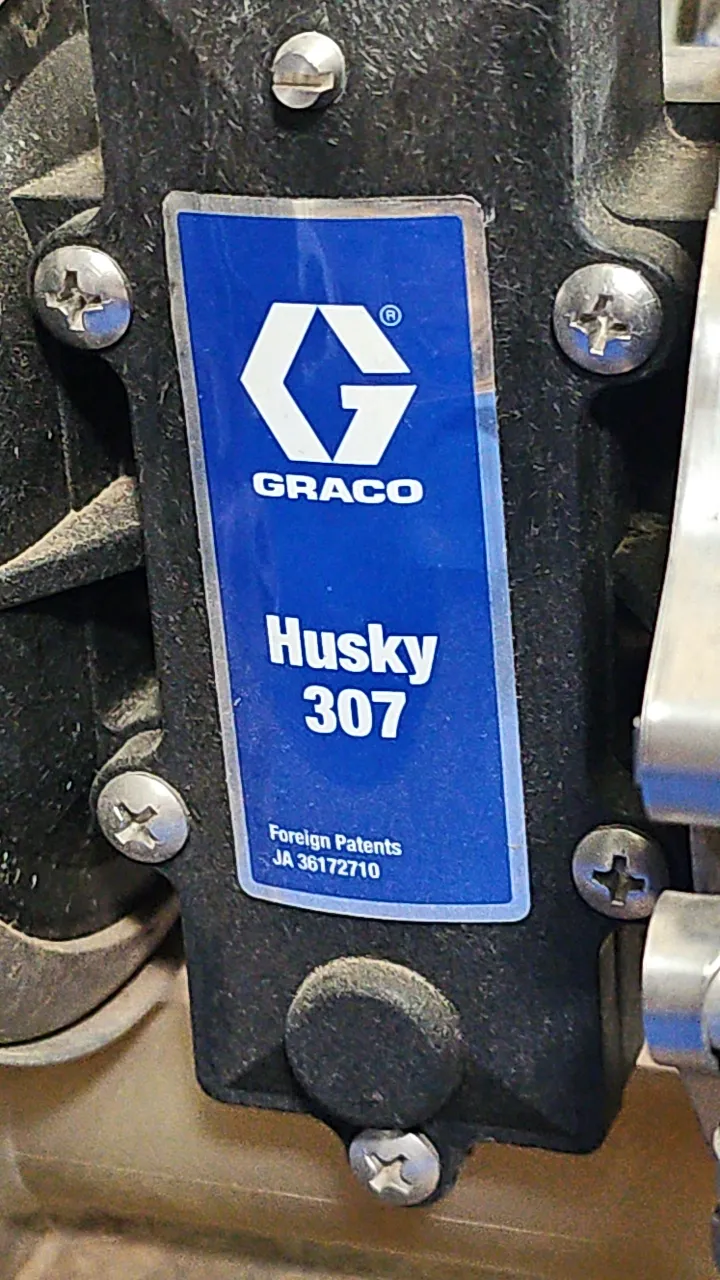 ®
GRACO
Husky
307
Foreign Patents
JA 36172710